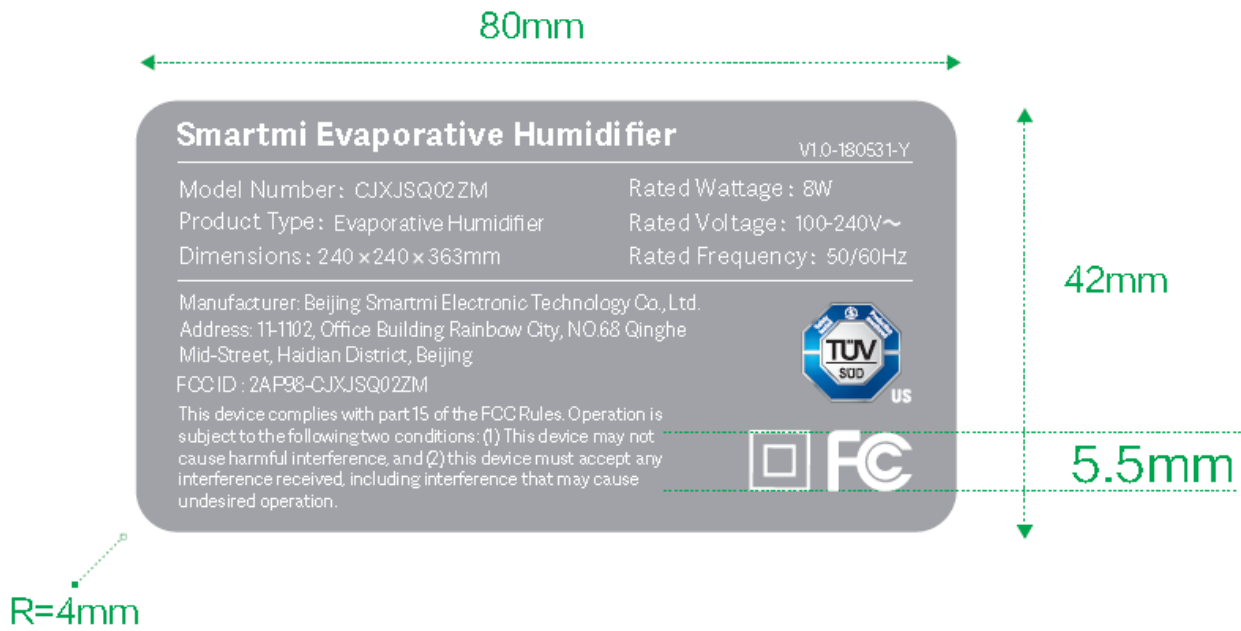 80mm
Smartmi Evaporative Humidifier
V1.0-180531-Y
Model Number: CJXJSQ02ZM
Rated Wattage: 8W
Product Type: Evaporative Humidifier
Rated Voltage: 100-240V～
Dimensions: 240×240×363mm
Rated Frequency: 50/60Hz
42mm
Manufacturer: Beijing Smartmi Electronic Technology Co., Ltd.
Address: 11-1102, Office Building Rainbow City, NO.68 Qinghe
Mid-Street, Haidian District, Beijing
FCC ID : 2AP98-CJXJSQ02ZM
TÜV
SÜD
US
This device complies with part 15 of the FCC Rules. Operation is
subject to the following two conditions: (1) This device may not
cause harmful interference, and (2) this device must accept any
interference received, including interference that may cause
undesired operation.
FC
5.5mm
R=4mm